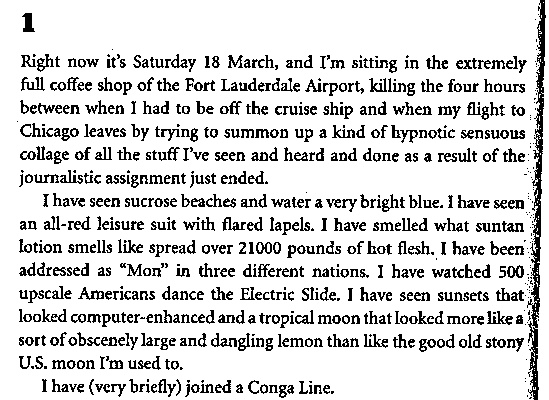 1
Right now it's Saturday 18 March, and I'm sitting in the extremely
full coffee shop of the Fort Lauderdale Airport, killing the four hours
between when I had to be off the cruise ship and when my flight to
Chicago leaves by trying to summon up a kind of hypnotic sensuous
collage of all the stuff I've seen and heard and done as a result of the
journalistic assignment just ended.
I have seen sucrose beaches and water a very bright blue. I have seen
an all-red leisure suit with flared lapels. I have smelled what suntan
lotion smells like spread over 21000 pounds of hot flesh. I have been
addressed as “Mon” in three different nations. I have watched 500
upscale Americans dance the Electric Slide. I have seen sunsets that
looked computer-enhanced and a tropical moon that looked more like a
sort of obscenely large and dangling lemon than like the good old stony
U.S. moon I'm used to.
I have (very briefly) joined a Conga Line.